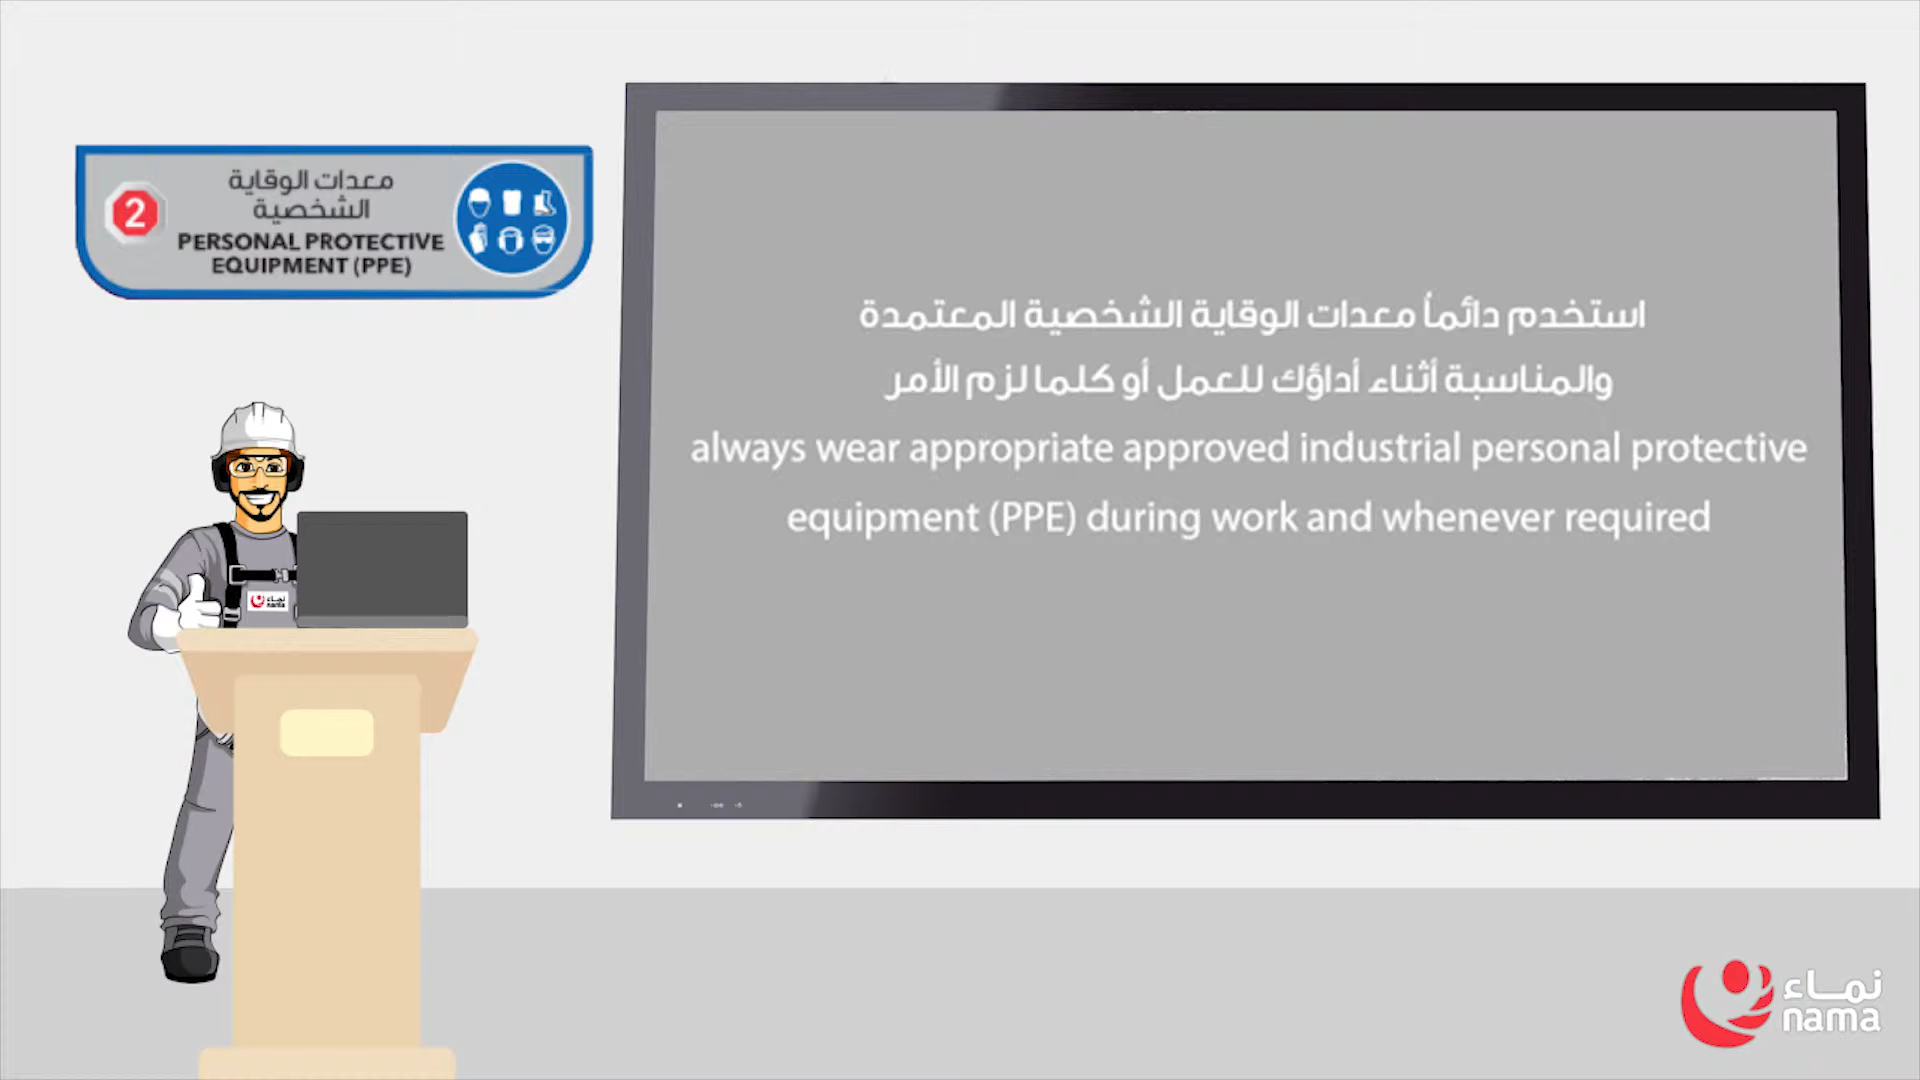 2
معدات الوقاية
الشخصية
PERSONAL PROTECTIVE
EQUIPMENT (PPE)
استخدم دائماً معدات الوقاية الشخصية المعتمدة
والمناسبة أثناء أداؤك للعمل أو كلما لزم الأمر
always wear appropriate approved industrial personal protective
equipment (PPE) during work and whenever required
نماء
nama
نماء
nama